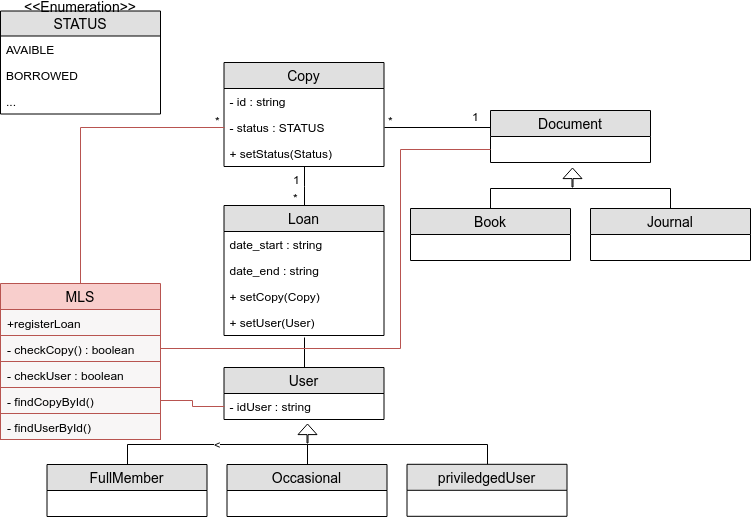 <<Enumeration>>
STATUS
AVAIBLE
BORROWED
...
Copy
- id : string
- status : STATUS
+ setStatus(Status)
*
*
1
Document
1
*
Loan
date_start : string
date_end : string
+ setCopy(Copy)
+ setUser(User)
Book
Journal
MLS
+registerLoan
- checkCopy() : boolean
- checkUser : boolean
- findCopyById()
- findUserById()
User
- idUser : string
<
FullMember
Occasional
priviledgedUser